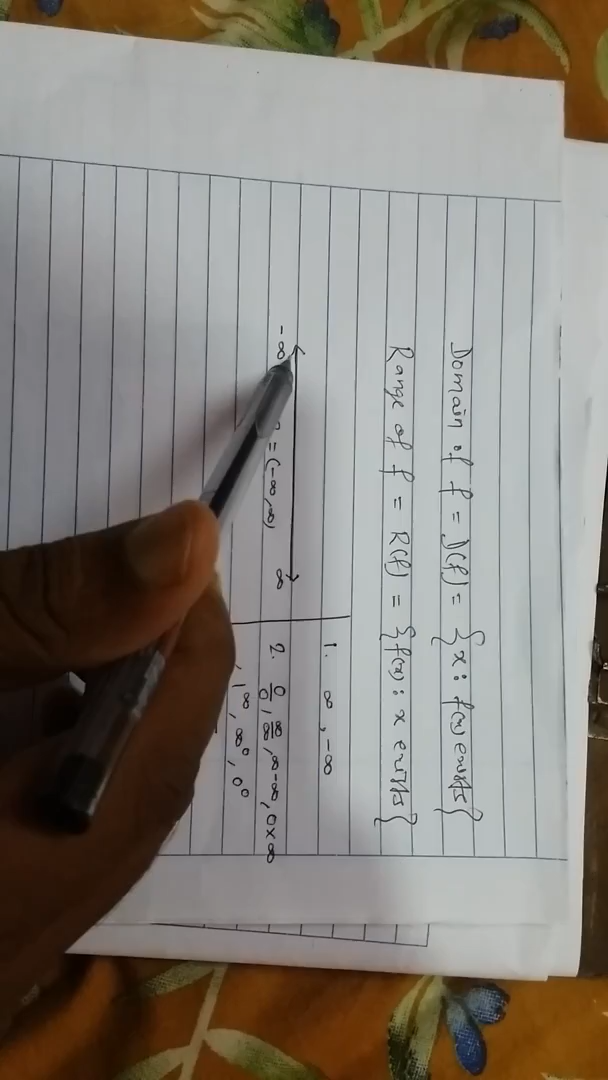 Domain of f = D(f) = { x : f(x) exists }
Range of f = R(f) = { f(x) : x exists }
1. ∞, -∞
-∞ = (-∞, ∞) ∞
2. 0/0, ∞/∞, ∞-∞, 0×∞
, 1^∞, ∞^0, 0^0